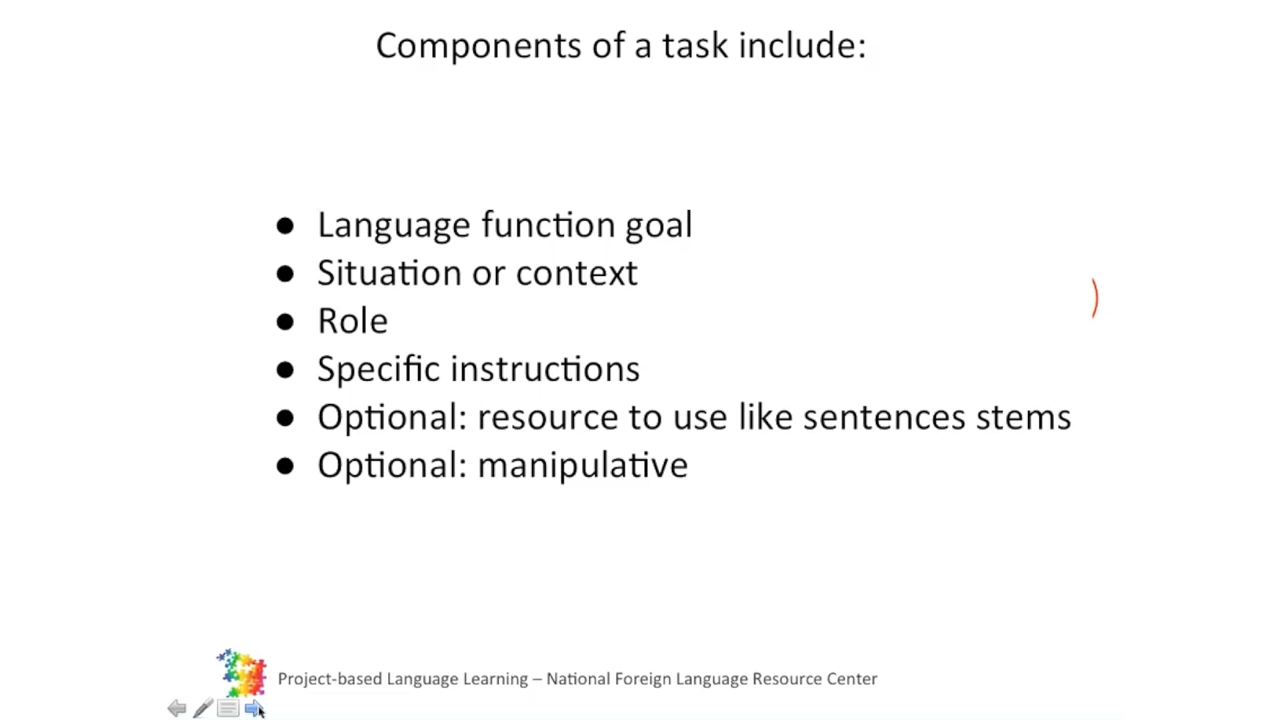 Components of a task include:
● Language function goal
● Situation or context
● Role
● Specific instructions
● Optional: resource to use like sentences stems
● Optional: manipulative
)
Project-based Language Learning – National Foreign Language Resource Center